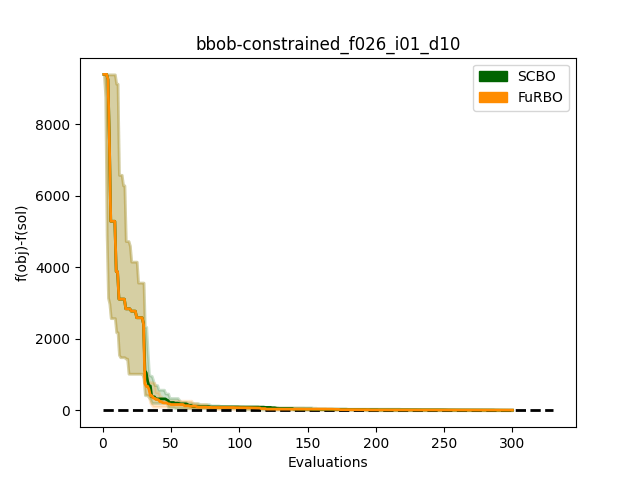 bbob-constrained_f026_i01_d10
SCBO
FuRBO
f(obj)-f(sol)
8000
6000
4000
2000
0
0 50 100 150 200 250 300
Evaluations